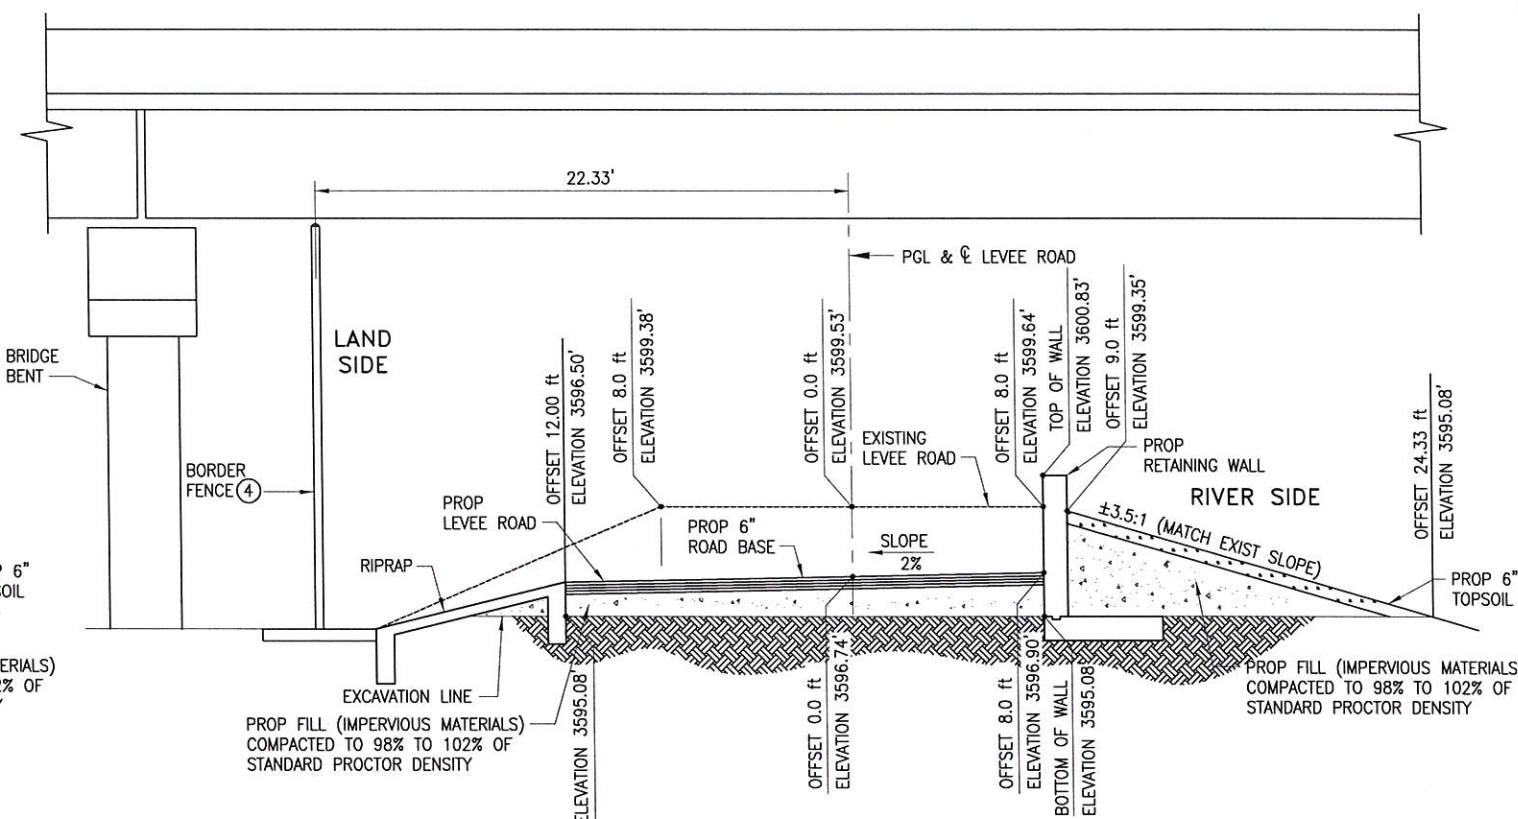 22.33'
PGL & ℄ LEVEE ROAD
BRIDGE
BENT
LAND
SIDE
BORDER
FENCE 4
OFFSET 12.00 ft
ELEVATION 3596.50'
OFFSET 8.0 ft
ELEVATION 3599.38'
OFFSET 0.0 ft
ELEVATION 3599.53'
OFFSET 8.0 ft
ELEVATION 3599.64'
TOP OF WALL
ELEVATION 3600.83'
OFFSET 9.0 ft
ELEVATION 3599.35'
OFFSET 24.33 ft
ELEVATION 3595.08'
EXISTING
LEVEE ROAD
PROP
RETAINING WALL
RIVER SIDE
PROP
LEVEE ROAD
PROP 6"
ROAD BASE
SLOPE
2%
±3.5:1 (MATCH EXIST SLOPE)
RIPRAP
P 6"
SOIL
PROP 6"
TOPSOIL
EXCAVATION LINE
PROP FILL (IMPERVIOUS MATERIALS)
COMPACTED TO 98% TO 102% OF
STANDARD PROCTOR DENSITY
ERIALS)
2% OF
ELEVATION 3595.08'
OFFSET 0.0 ft
ELEVATION 3596.74'
OFFSET 8.0 ft
ELEVATION 3596.90'
BOTTOM OF WALL
ELEVATION 3595.08'
PROP FILL (IMPERVIOUS MATERIALS
COMPACTED TO 98% TO 102% OF
STANDARD PROCTOR DENSITY